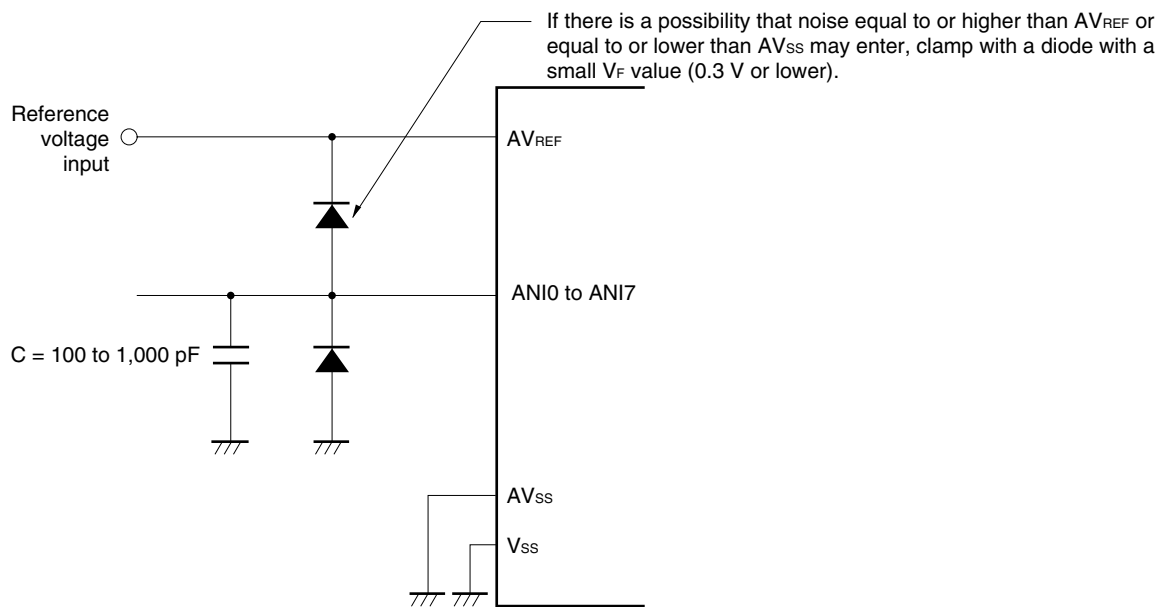 If there is a possibility that noise equal to or higher than AVREF or
equal to or lower than AVSS may enter, clamp with a diode with a
small VF value (0.3 V or lower).
Reference
voltage
input
AVREF
ANI0 to ANI7
C = 100 to 1,000 pF
AVSS
VSS